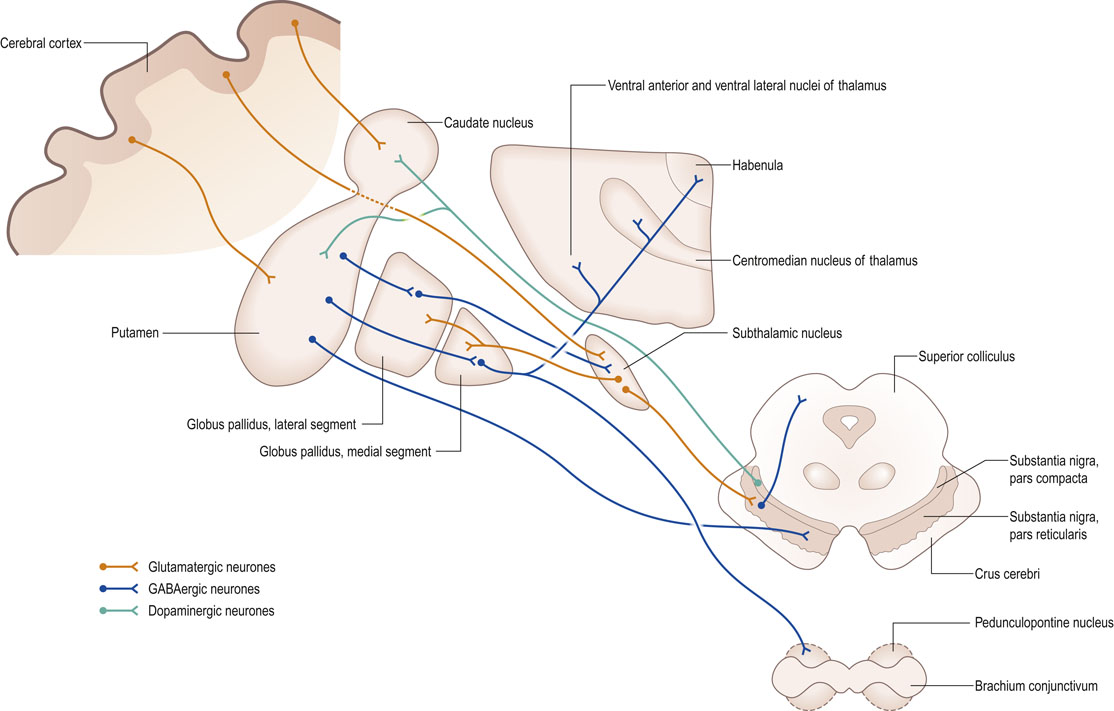 Cerebral cortex
Ventral anterior and ventral lateral nuclei of thalamus
Caudate nucleus
Habenula
Centromedian nucleus of thalamus
Putamen
Subthalamic nucleus
Superior colliculus
Globus pallidus, lateral segment
Globus pallidus, medial segment
Substantia nigra,
pars compacta
Substantia nigra,
pars reticularis
Crus cerebri
Glutamatergic neurones
GABAergic neurones
Dopaminergic neurones
Pedunculopontine nucleus
Brachium conjunctivum